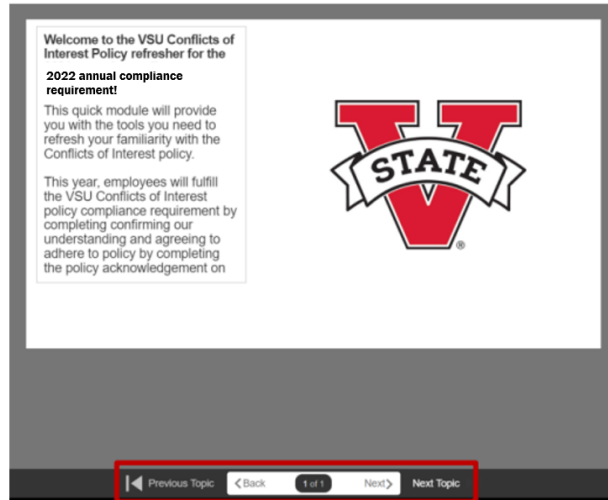 Welcome to the VSU Conflicts of
Interest Policy refresher for the
2022 annual compliance
requirement!
This quick module will provide
you with the tools you need to
refresh your familiarity with the
Conflicts of Interest policy.
This year, employees will fulfill
the VSU Conflicts of Interest
policy compliance requirement by
completing confirming our
understanding and agreeing to
adhere to policy by completing
the policy acknowledgement on
V
STATE
®
Previous Topic <Back 1 of 1 Next> Next Topic